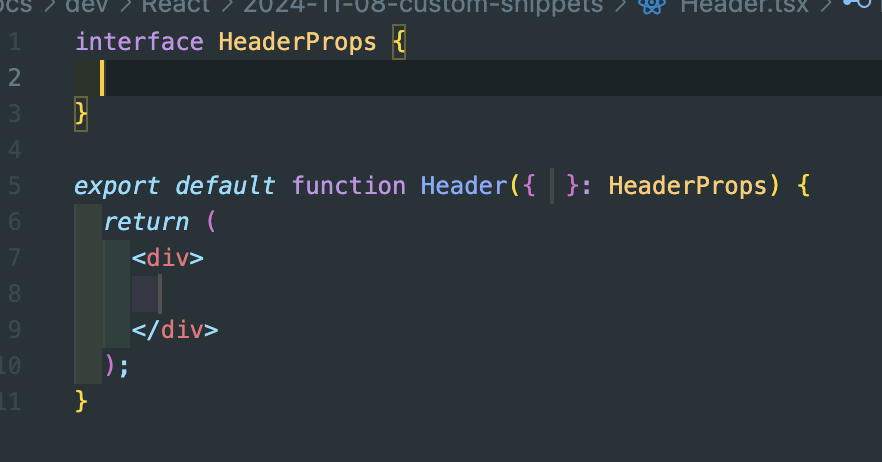 dev > React > 2024-11-08-custom-snippets > Header.tsx >
1 interface HeaderProps {
2
3 }
4
5 export default function Header({  }: HeaderProps) {
6 return (
7 <div>
8
9 </div>
10 );
11 }